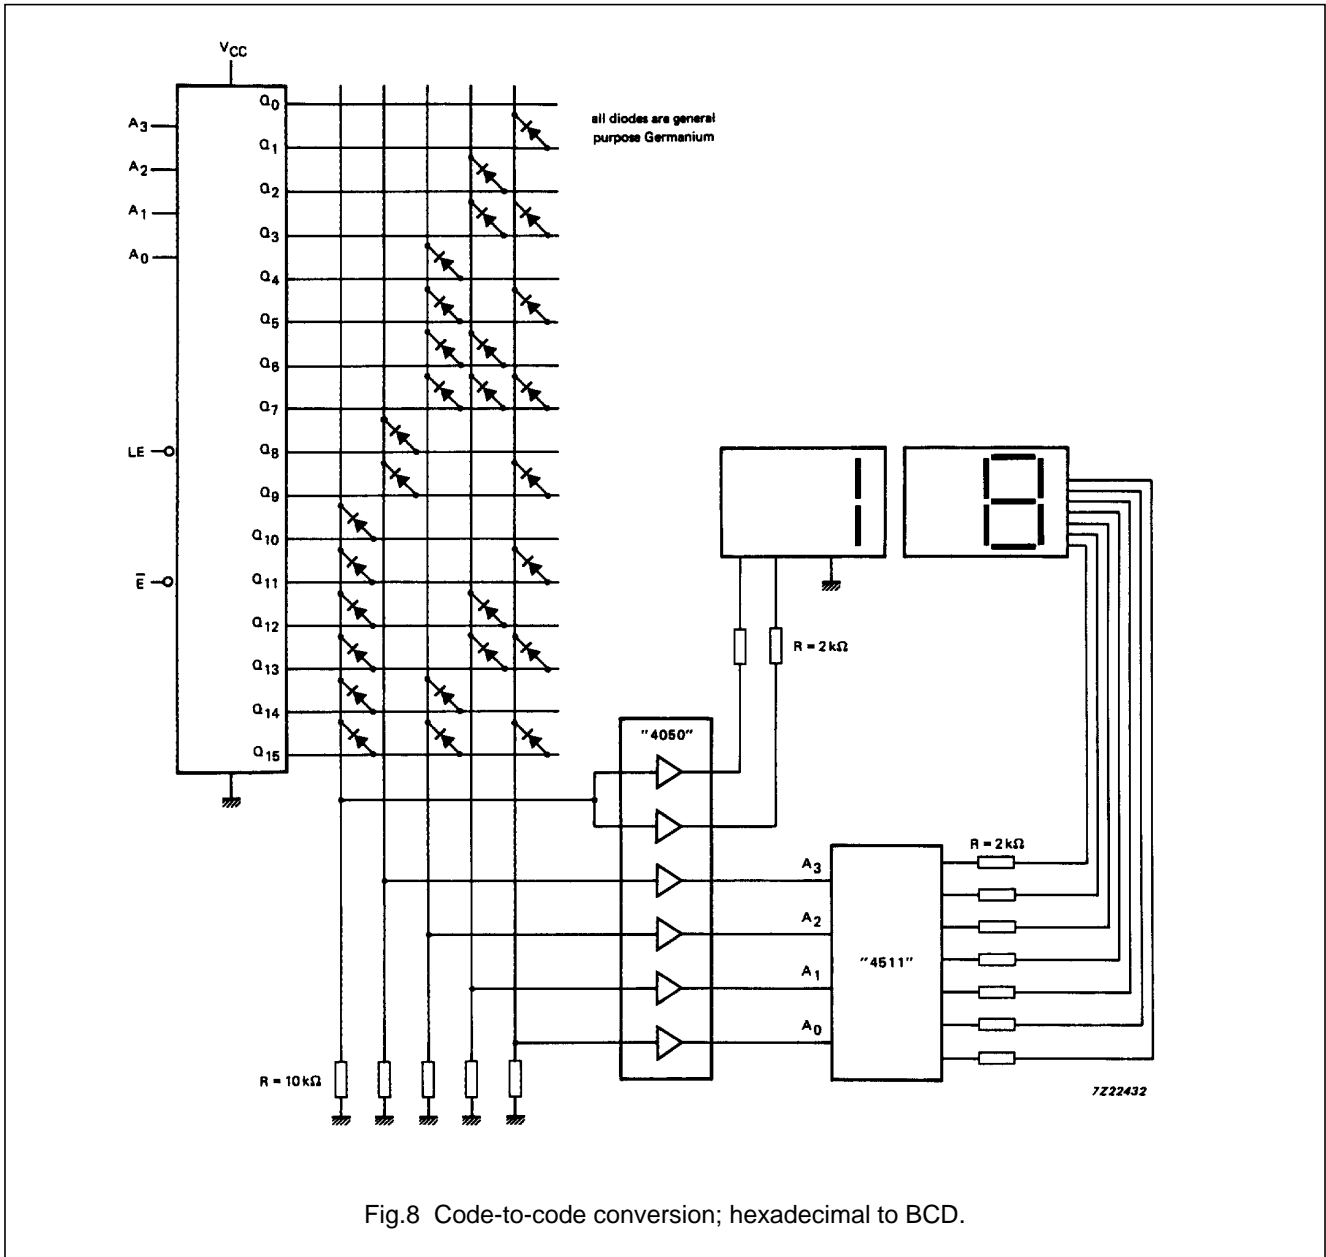 VCC
Q0
A3
all diodes are general
purpose Germanium
Q1
A2
Q2
A1
Q3
A0
Q4
Q5
Q6
Q7
LE
Q8
Q9
Q10
E̅
Q11
Q12
R = 2 kΩ
Q13
Q14
"4050"
Q15
R = 2 kΩ
A3
A2
"4511"
A1
A0
R = 10 kΩ
7Z22432
Fig.8 Code-to-code conversion; hexadecimal to BCD.